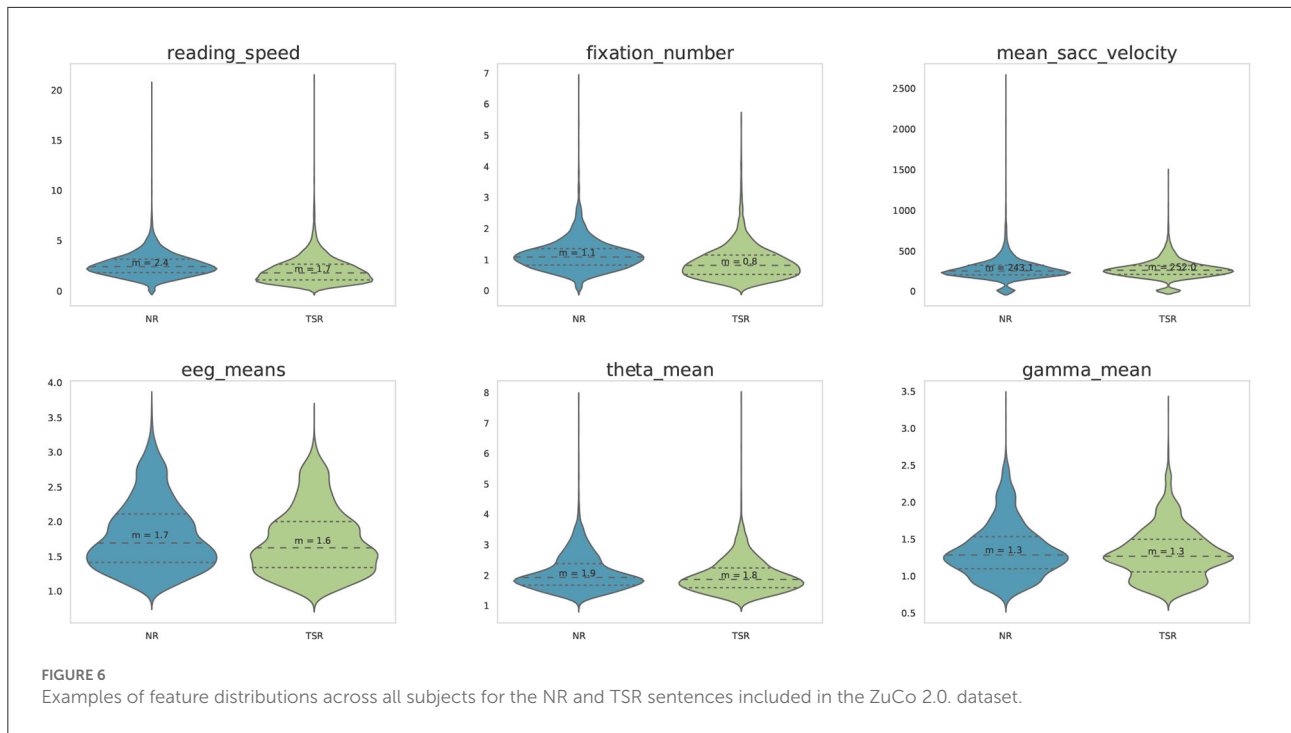 reading_speed
20
15
10
5
0
m = 2.4
m = 1.7
NR
TSR
fixation_number
7
6
5
4
3
2
1
0
m = 1.1
m = 0.8
NR
TSR
mean_sacc_velocity
2500
2000
1500
1000
500
0
m = 243.1
m = 252.0
NR
TSR
eeg_means
4.0
3.5
3.0
2.5
2.0
1.5
1.0
m = 1.7
m = 1.6
NR
TSR
theta_mean
8
7
6
5
4
3
2
1
m = 1.9
m = 1.8
NR
TSR
gamma_mean
3.5
3.0
2.5
2.0
1.5
1.0
0.5
m = 1.3
m = 1.3
NR
TSR
FIGURE 6
Examples of feature distributions across all subjects for the NR and TSR sentences included in the ZuCo 2.0. dataset.